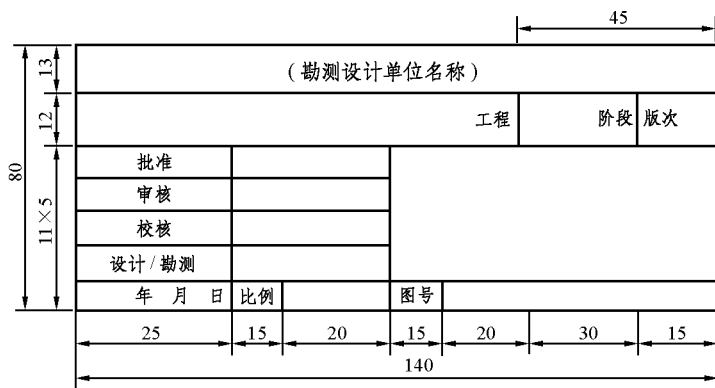 45
(勘测设计单位名称)
13
工程 阶段 版次
12
80
批准
审核
11×5
校核
设计/勘测
年 月 日 比例 图号
25 15 20 15 20 30 15
140